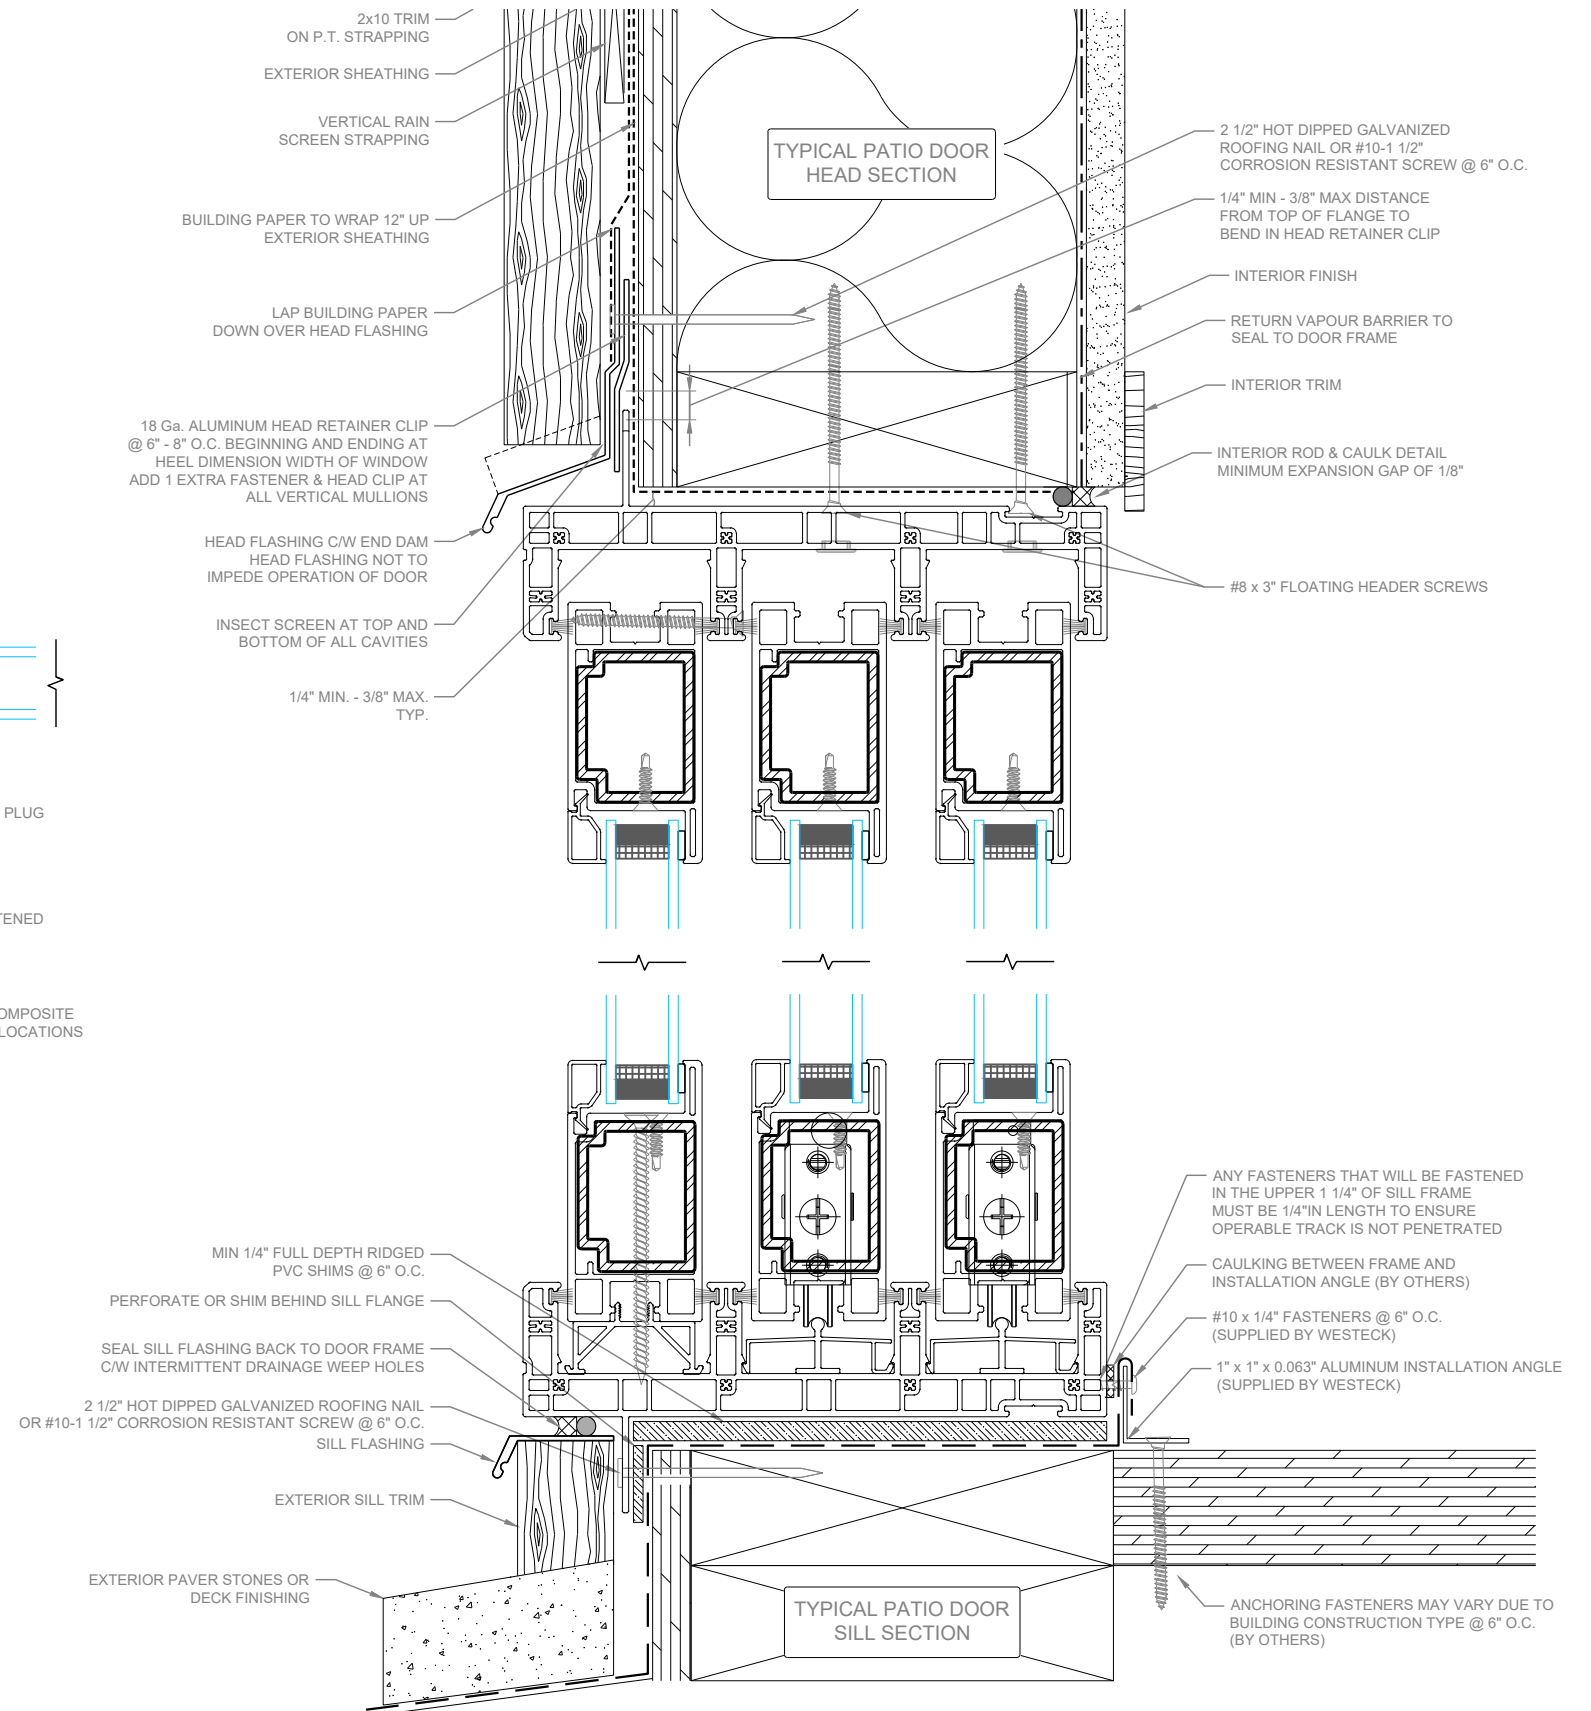 2x10 TRIM
ON P.T. STRAPPING
EXTERIOR SHEATHING
VERTICAL RAIN
SCREEN STRAPPING
BUILDING PAPER TO WRAP 12" UP
EXTERIOR SHEATHING
LAP BUILDING PAPER
DOWN OVER HEAD FLASHING
18 Ga. ALUMINUM HEAD RETAINER CLIP
@ 6" - 8" O.C. BEGINNING AND ENDING AT
HEEL DIMENSION WIDTH OF WINDOW
ADD 1 EXTRA FASTENER & HEAD CLIP AT
ALL VERTICAL MULLIONS
HEAD FLASHING C/W END DAM
HEAD FLASHING NOT TO
IMPEDE OPERATION OF DOOR
INSECT SCREEN AT TOP AND
BOTTOM OF ALL CAVITIES
1/4" MIN. - 3/8" MAX.
TYP.
TYPICAL PATIO DOOR
HEAD SECTION
2 1/2" HOT DIPPED GALVANIZED
ROOFING NAIL OR #10-1 1/2"
CORROSION RESISTANT SCREW @ 6" O.C.
1/4" MIN - 3/8" MAX DISTANCE
FROM TOP OF FLANGE TO
BEND IN HEAD RETAINER CLIP
INTERIOR FINISH
RETURN VAPOUR BARRIER TO
SEAL TO DOOR FRAME
INTERIOR TRIM
INTERIOR ROD & CAULK DETAIL
MINIMUM EXPANSION GAP OF 1/8"
#8 x 3" FLOATING HEADER SCREWS
PLUG
TENED
OMPOSITE
LOCATIONS
MIN 1/4" FULL DEPTH RIDGED
PVC SHIMS @ 6" O.C.
PERFORATE OR SHIM BEHIND SILL FLANGE
SEAL SILL FLASHING BACK TO DOOR FRAME
C/W INTERMITTENT DRAINAGE WEEP HOLES
2 1/2" HOT DIPPED GALVANIZED ROOFING NAIL
OR #10-1 1/2" CORROSION RESISTANT SCREW @ 6" O.C.
SILL FLASHING
EXTERIOR SILL TRIM
EXTERIOR PAVER STONES OR
DECK FINISHING
TYPICAL PATIO DOOR
SILL SECTION
ANY FASTENERS THAT WILL BE FASTENED
IN THE UPPER 1 1/4" OF SILL FRAME
MUST BE 1/4"IN LENGTH TO ENSURE
OPERABLE TRACK IS NOT PENETRATED
CAULKING BETWEEN FRAME AND
INSTALLATION ANGLE (BY OTHERS)
#10 x 1/4" FASTENERS @ 6" O.C.
(SUPPLIED BY WESTECK)
1" x 1" x 0.063" ALUMINUM INSTALLATION ANGLE
(SUPPLIED BY WESTECK)
ANCHORING FASTENERS MAY VARY DUE TO
BUILDING CONSTRUCTION TYPE @ 6" O.C.
(BY OTHERS)